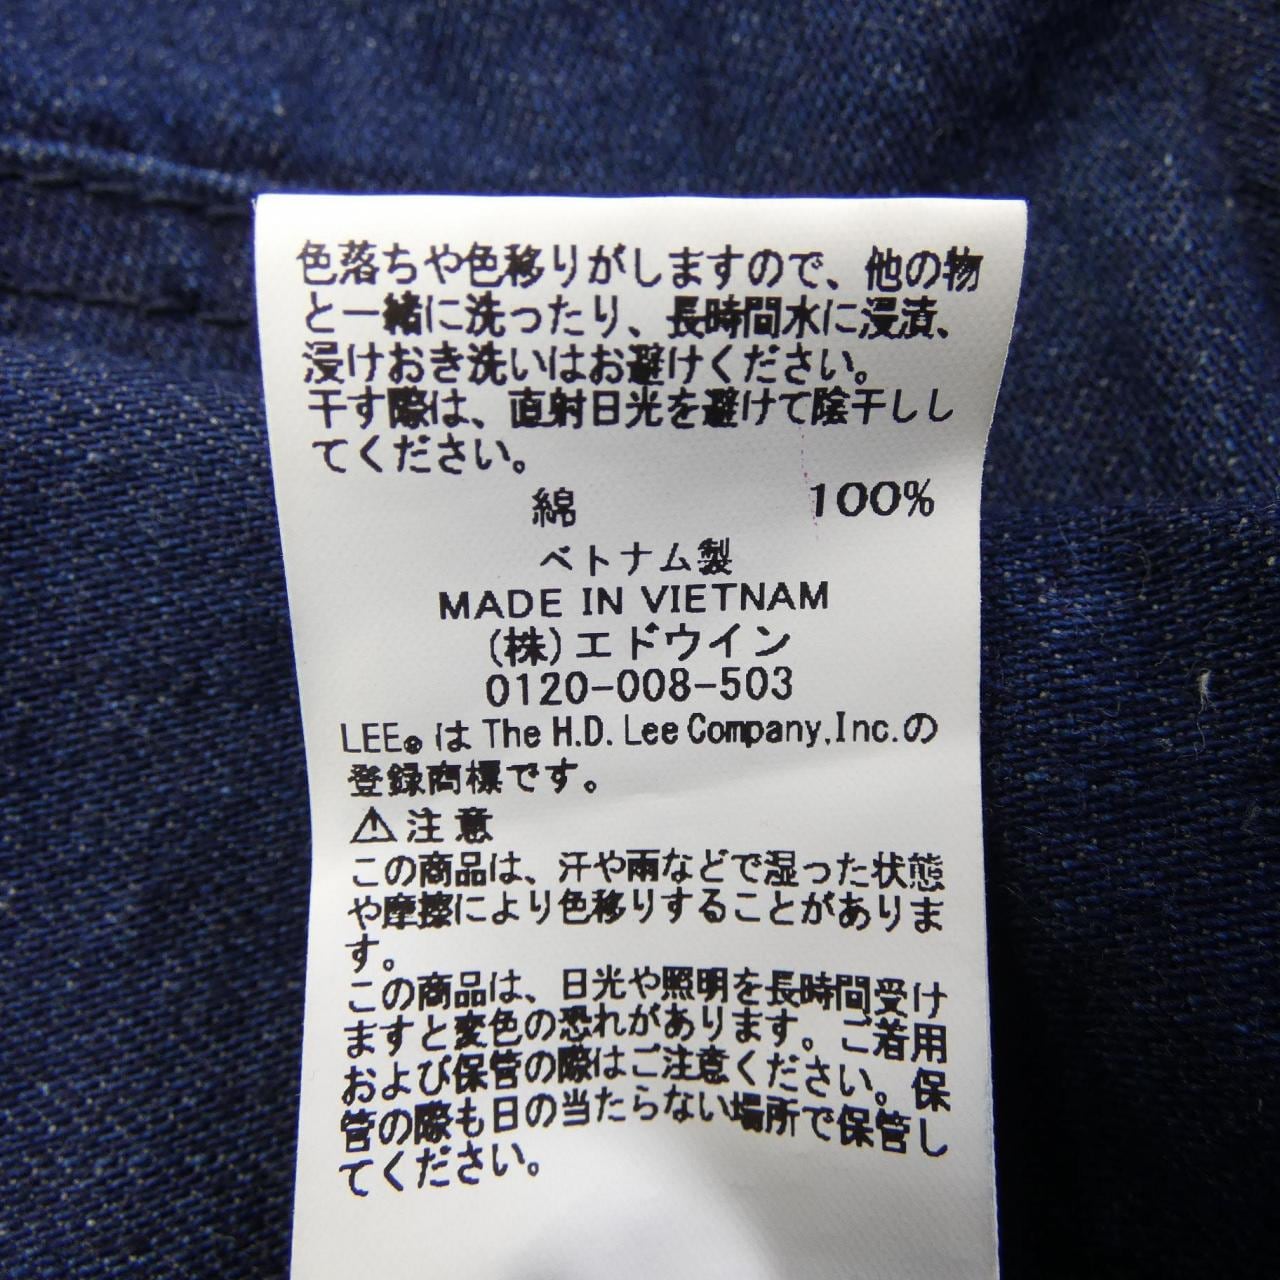 色落ちや色移りがしますので、他の物
と一緒に洗ったり、長時間水に浸漬、
浸けおき洗いはお避けください。
干す際は、直射日光を避けて陰干しし
てください。
綿 100%
ベトナム製
MADE IN VIETNAM
(株)エドウイン
0120-008-503
LEE®は The H.D. Lee Company,Inc.の
登録商標です。
⚠注意
この商品は、汗や雨などで湿った状態
や摩擦により色移りすることがありま
す。
この商品は、日光や照明を長時間受け
ますと変色の恐れがあります。ご着用
および保管の際はご注意ください。保
管の際も日の当たらない場所で保管し
てください。